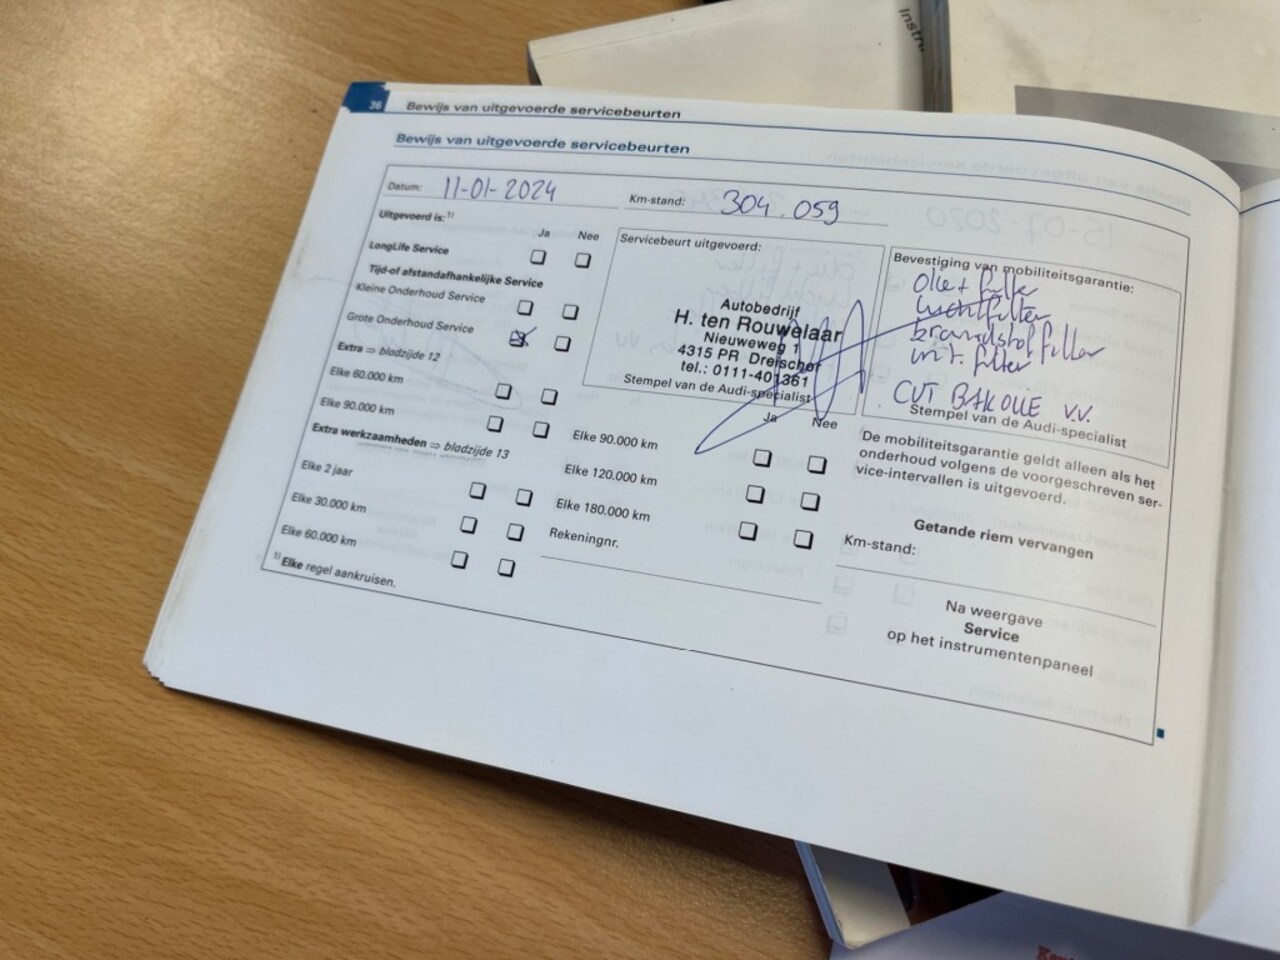 Instru
36 Bewijs van uitgevoerde servicebeurten
Bewijs van uitgevoerde servicebeurten
Datum: 11-01-2024
Km-stand: 304.059
Uitgevoerd is: 1)
Ja Nee
LongLife Service
Tijd-of afstandafhankelijke Service
Kleine Onderhoud Service
Grote Onderhoud Service
Extra ⇒ bladzijde 12
Elke 60.000 km
Elke 90.000 km
Extra werkzaamheden ⇒ bladzijde 13
Elke 2 jaar
Elke 30.000 km
Elke 60.000 km
1) Elke regel aankruisen.
Servicebeurt uitgevoerd:
Autobedrijf
H. ten Rouwelaar
Nieuweweg 1
4315 PR Dreischor
tel.: 0111-401361
Stempel van de Audi-specialist
Ja Nee
Elke 90.000 km
Elke 120.000 km
Elke 180.000 km
Rekeningnr.
Bevestiging van mobiliteitsgarantie:
olie + filter
luchtfilter
brandstoffilter
int. filter
CVT BAKOLIE v.v.
Stempel van de Audi-specialist
De mobiliteitsgarantie geldt alleen als het
onderhoud volgens de voorgeschreven ser-
vice-intervallen is uitgevoerd.
Getande riem vervangen
Km-stand:
Na weergave
Service
op het instrumentenpaneel